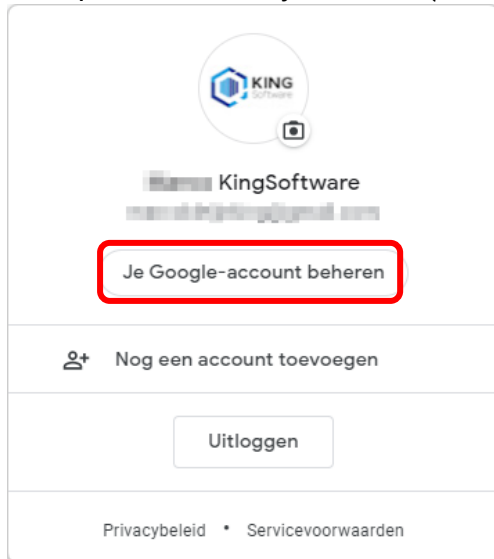 KING
Software
KingSoftware
Je Google-account beheren
Nog een account toevoegen
Uitloggen
Privacybeleid • Servicevoorwaarden